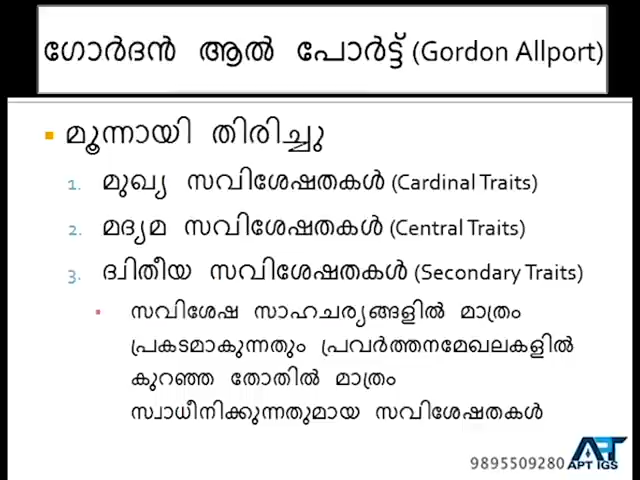 ഗോർദൻ ആൽ പോർട്ട് (Gordon Allport)
മൂന്നായി തിരിച്ചു
1. മുഖ്യ സവിശേഷതകൾ (Cardinal Traits)
2. മദ്യമ സവിശേഷതകൾ (Central Traits)
3. ദ്വിതീയ സവിശേഷതകൾ (Secondary Traits)
സവിശേഷ സാഹചര്യങ്ങളിൽ മാത്രം
പ്രകടമാകുന്നതും പ്രവർത്തനമേഖലകളിൽ
കുറഞ്ഞ തോതിൽ മാത്രം
സ്വാധീനിക്കുന്നതുമായ സവിശേഷതകൾ
9895509280 APT IGS